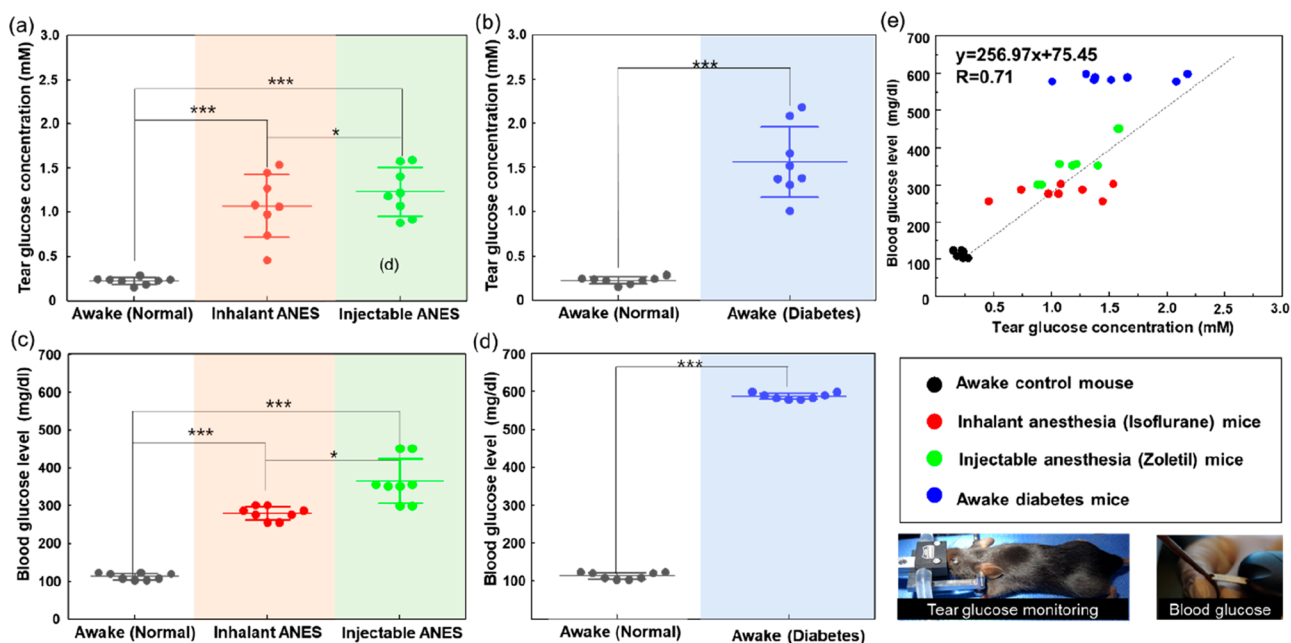 (a)
Tear glucose concentration (mM)
3.0
2.5
2.0
1.5
1.0
0.5
0
***
***
*
(d)
Awake (Normal)
Inhalant ANES
Injectable ANES
(b)
Tear glucose concentration (mM)
3.0
2.5
2.0
1.5
1.0
0.5
0
***
Awake (Normal)
Awake (Diabetes)
(e)
Blood glucose level (mg/dl)
700
600
500
400
300
200
100
0
y=256.97x+75.45
R=0.71
0.5
1.0
1.5
2.0
2.5
3.0
Tear glucose concentration (mM)
(c)
Blood glucose level (mg/dl)
700
600
500
400
300
200
100
0
***
***
*
Awake (Normal)
Inhalant ANES
Injectable ANES
(d)
Blood glucose level (mg/dl)
700
600
500
400
300
200
100
0
***
Awake (Normal)
Awake (Diabetes)
Awake control mouse
Inhalant anesthesia (Isoflurane) mice
Injectable anesthesia (Zoletil) mice
Awake diabetes mice
Tear glucose monitoring
Blood glucose